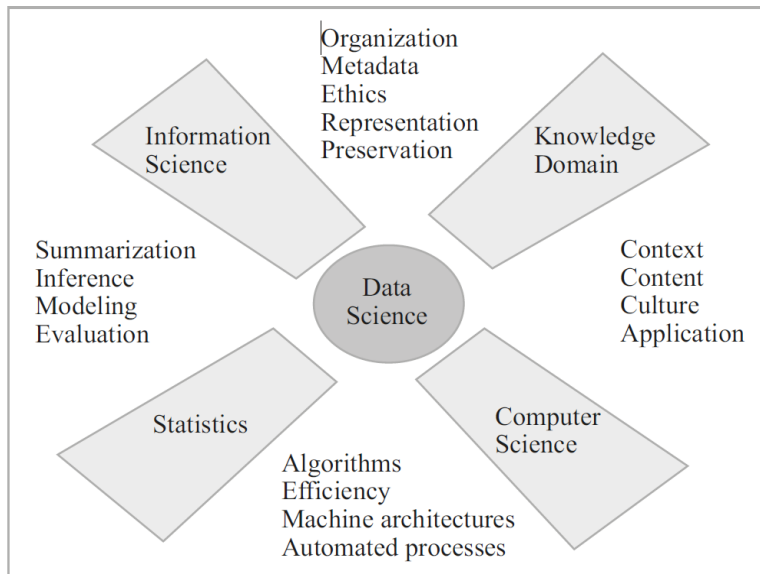 Organization
Metadata
Ethics
Representation
Preservation
Information
Science
Knowledge
Domain
Summarization
Inference
Modeling
Evaluation
Data
Science
Context
Content
Culture
Application
Statistics
Computer
Science
Algorithms
Efficiency
Machine architectures
Automated processes